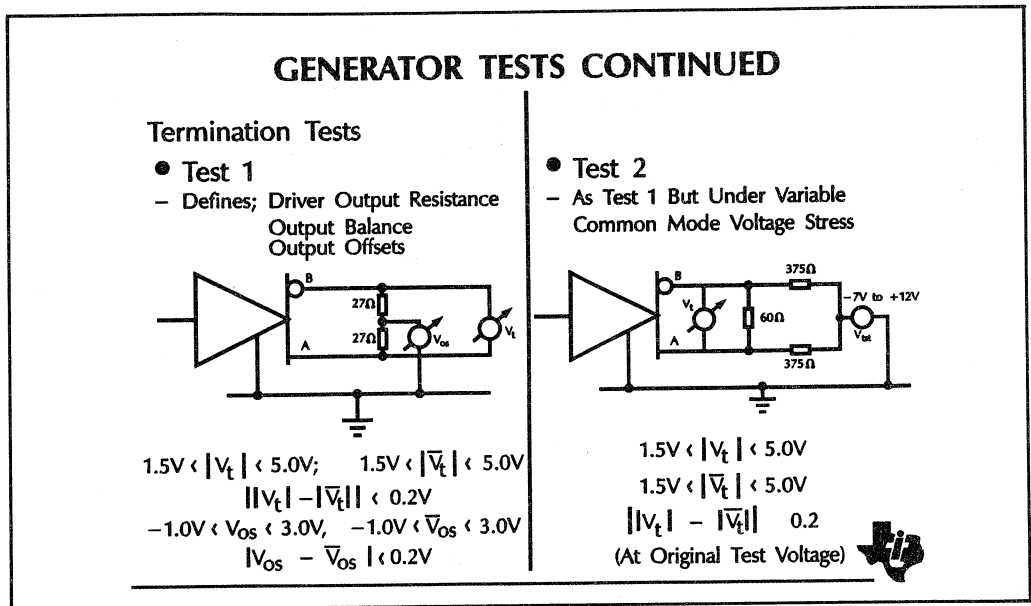 GENERATOR TESTS CONTINUED
Termination Tests
● Test 1
– Defines; Driver Output Resistance
Output Balance
Output Offsets
B
27Ω
27Ω
Vos
Vt
A
1.5V < |Vt| < 5.0V; 1.5V < |V̅t| < 5.0V
||Vt| – |V̅t|| < 0.2V
–1.0V < Vos < 3.0V, –1.0V < V̅os < 3.0V
|Vos – V̅os| < 0.2V
● Test 2
– As Test 1 But Under Variable
Common Mode Voltage Stress
B
375Ω
–7V to +12V
Vt
60Ω
Vtst
A
375Ω
1.5V < |Vt| < 5.0V
1.5V < |V̅t| < 5.0V
||Vt| – |V̅t|| 0.2
(At Original Test Voltage)